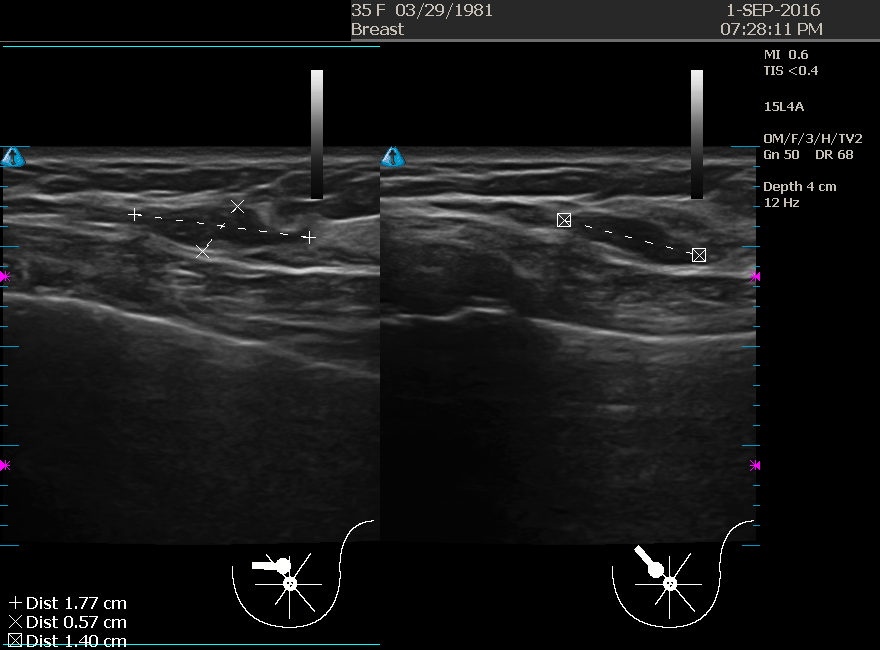 35 F 03/29/1981 1-SEP-2016
Breast 07:28:11 PM
MI 0.6
TIS <0.4
15L4A
OM/F/3/H/TV2
Gn 50 DR 68
Depth 4 cm
12 Hz
Dist 1.77 cm
Dist 0.57 cm
Dist 1.40 cm